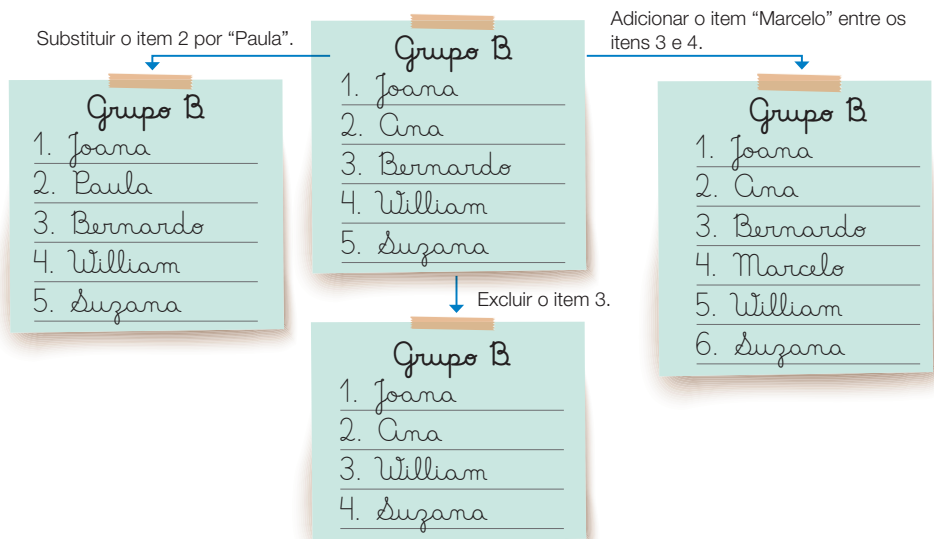 Substituir o item 2 por “Paula”.
Grupo B
1. Joana
2. Paula
3. Bernardo
4. William
5. Suzana
Grupo B
1. Joana
2. Ana
3. Bernardo
4. William
5. Suzana
Adicionar o item “Marcelo” entre os
itens 3 e 4.
Grupo B
1. Joana
2. Ana
3. Bernardo
4. Marcelo
5. William
6. Suzana
Excluir o item 3.
Grupo B
1. Joana
2. Ana
3. William
4. Suzana